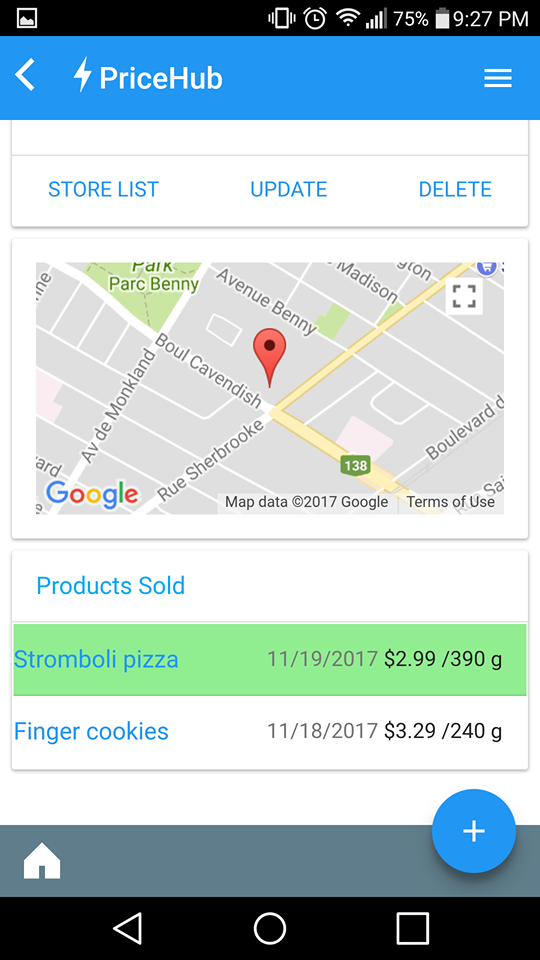 75% 9:27 PM
PriceHub
STORE LIST UPDATE DELETE
Park
Parc Benny
Avenue Benny
Madison
Boul Cavendish
Av de Monkland
Rue Sherbrooke
Boulevard d
138
Google
Map data ©2017 Google Terms of Use
Products Sold
Stromboli pizza 11/19/2017 $2.99 /390 g
Finger cookies 11/18/2017 $3.29 /240 g